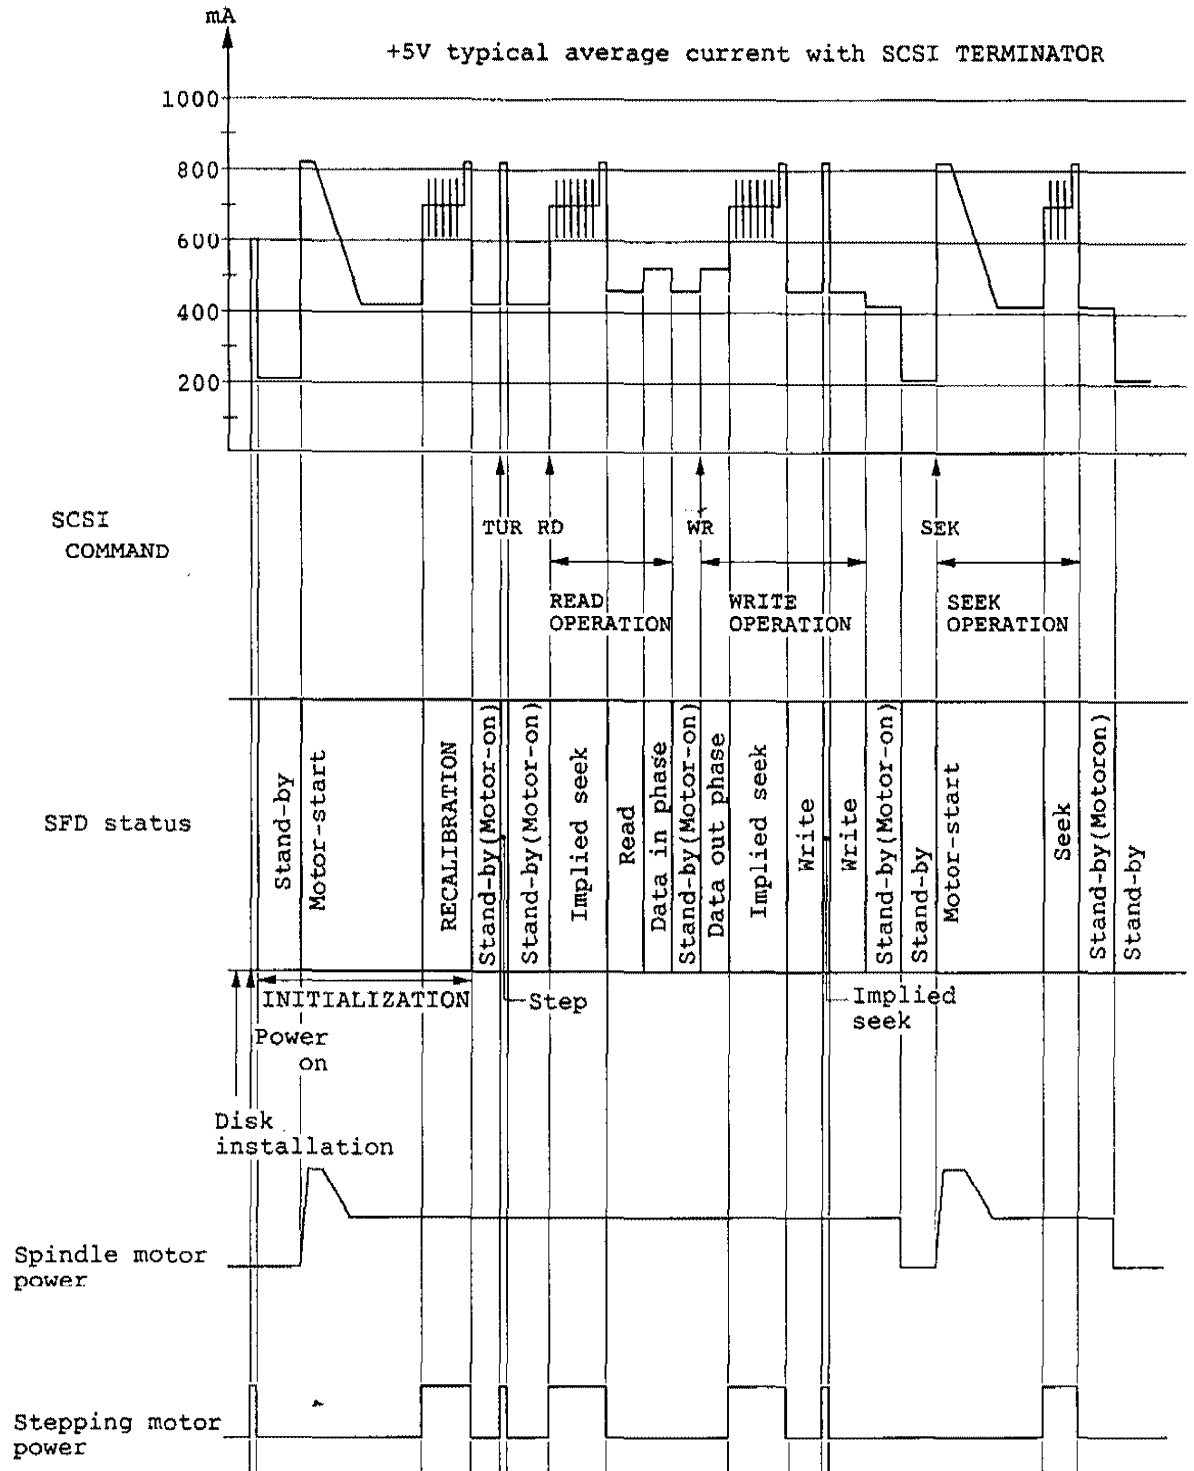 mA
+5V typical average current with SCSI TERMINATOR
1000
800
600
400
200
SCSI
COMMAND
TUR RD
WR
SEK
READ
OPERATION
WRITE
OPERATION
SEEK
OPERATION
SFD status
Stand-by
Motor-start
RECALIBRATION
Stand-by(Motor-on)
Stand-by(Motor-on)
Implied seek
Read
Data in phase
Stand-by(Motor-on)
Data out phase
Implied seek
Write
Write
Stand-by(Motor-on)
Stand-by
Motor-start
Seek
Stand-by(Motoron)
Stand-by
INITIALIZATION
Step
Implied
seek
Power
on
Disk
installation
Spindle motor
power
Stepping motor
power